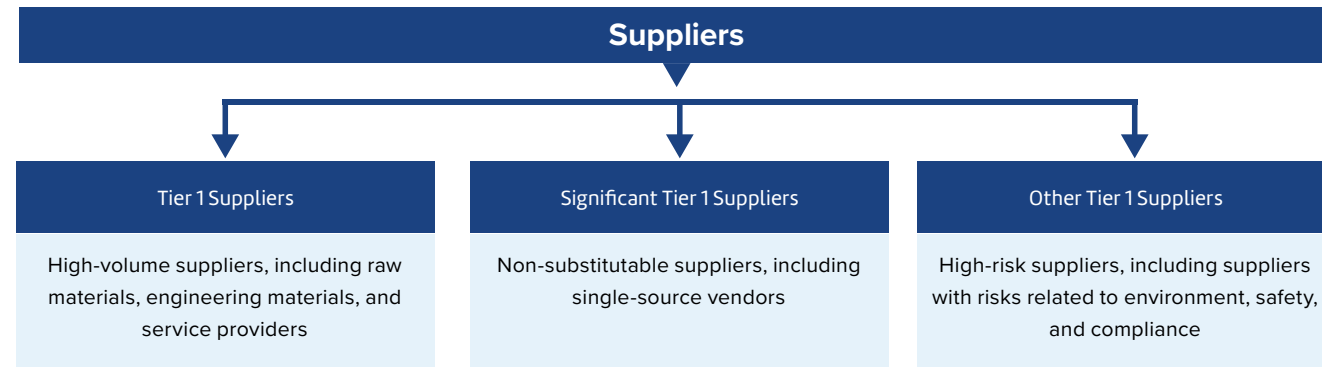 Suppliers
Tier 1 Suppliers
High-volume suppliers, including raw
materials, engineering materials, and
service providers
Significant Tier 1 Suppliers
Non-substitutable suppliers, including
single-source vendors
Other Tier 1 Suppliers
High-risk suppliers, including suppliers
with risks related to environment, safety,
and compliance